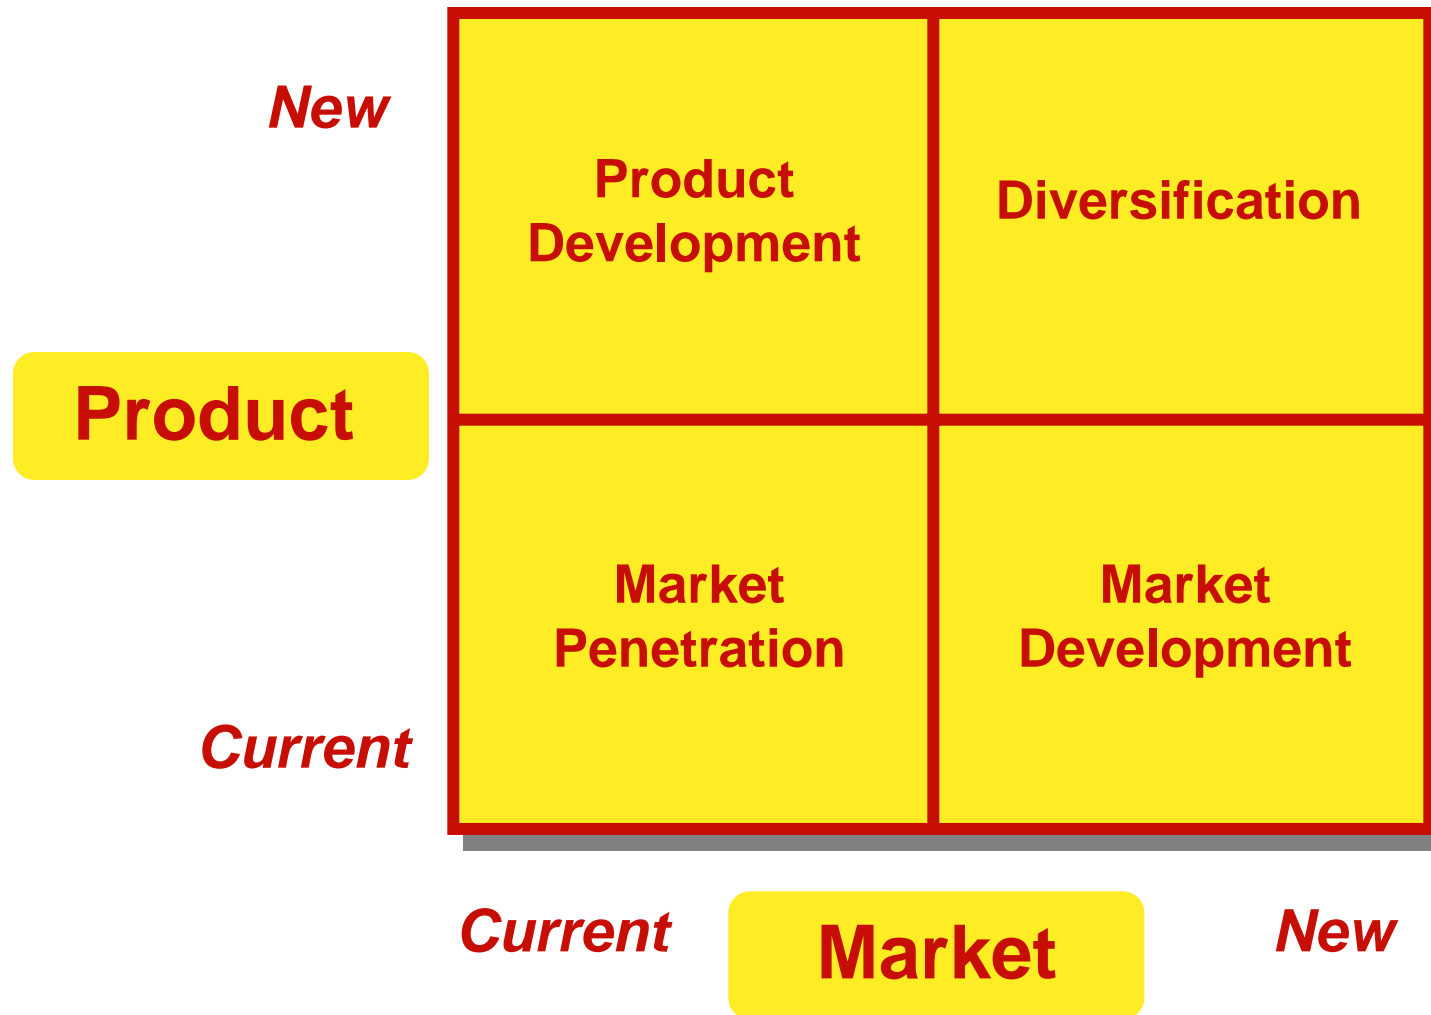 New
Product
Development
Diversification
Product
Market
Penetration
Market
Development
Current
Current
Market
New